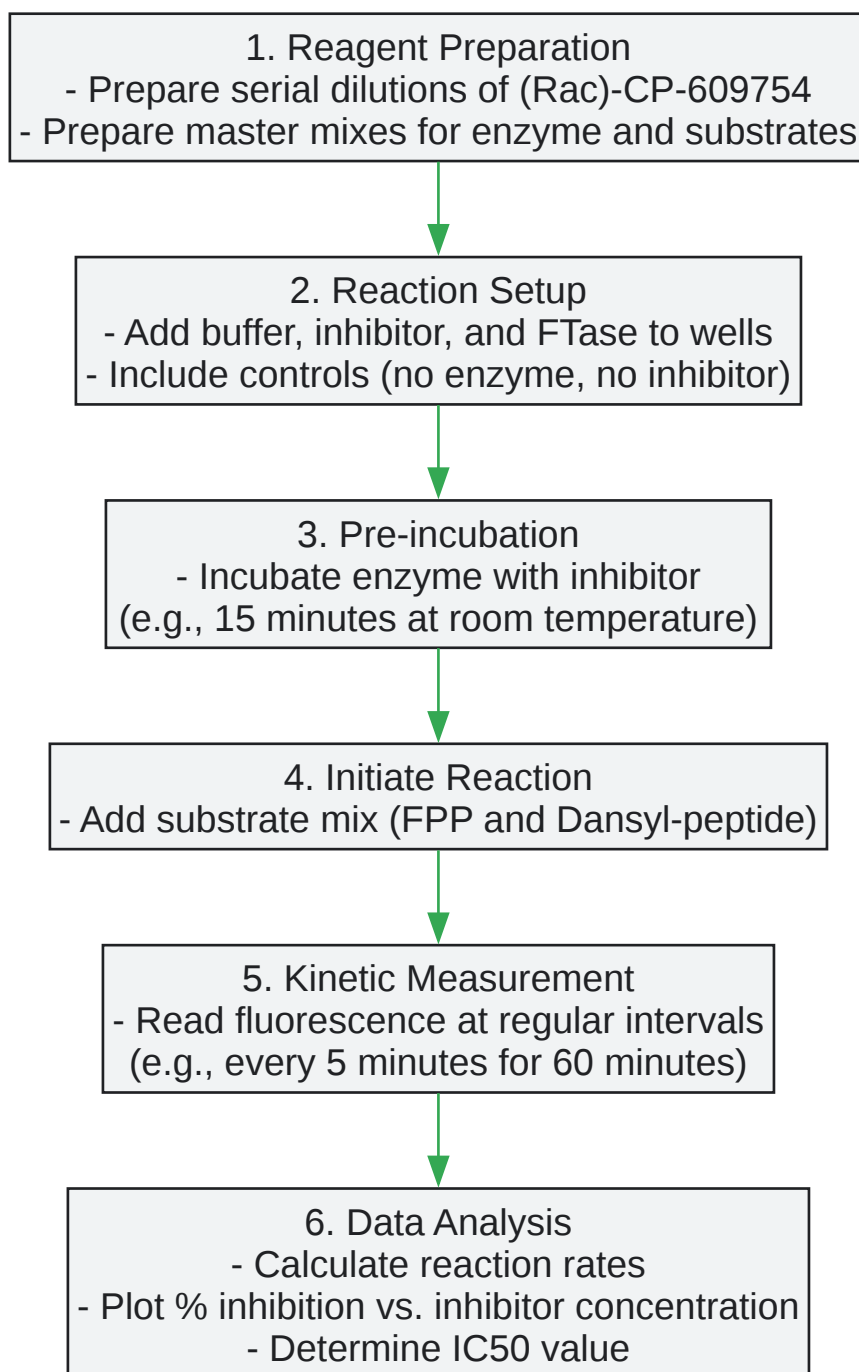 1. Reagent Preparation
- Prepare serial dilutions of (Rac)-CP-609754
- Prepare master mixes for enzyme and substrates
2. Reaction Setup
- Add buffer, inhibitor, and FTase to wells
- Include controls (no enzyme, no inhibitor)
3. Pre-incubation
- Incubate enzyme with inhibitor
(e.g., 15 minutes at room temperature)
4. Initiate Reaction
- Add substrate mix (FPP and Dansyl-peptide)
5. Kinetic Measurement
- Read fluorescence at regular intervals
(e.g., every 5 minutes for 60 minutes)
6. Data Analysis
- Calculate reaction rates
- Plot % inhibition vs. inhibitor concentration
- Determine IC50 value